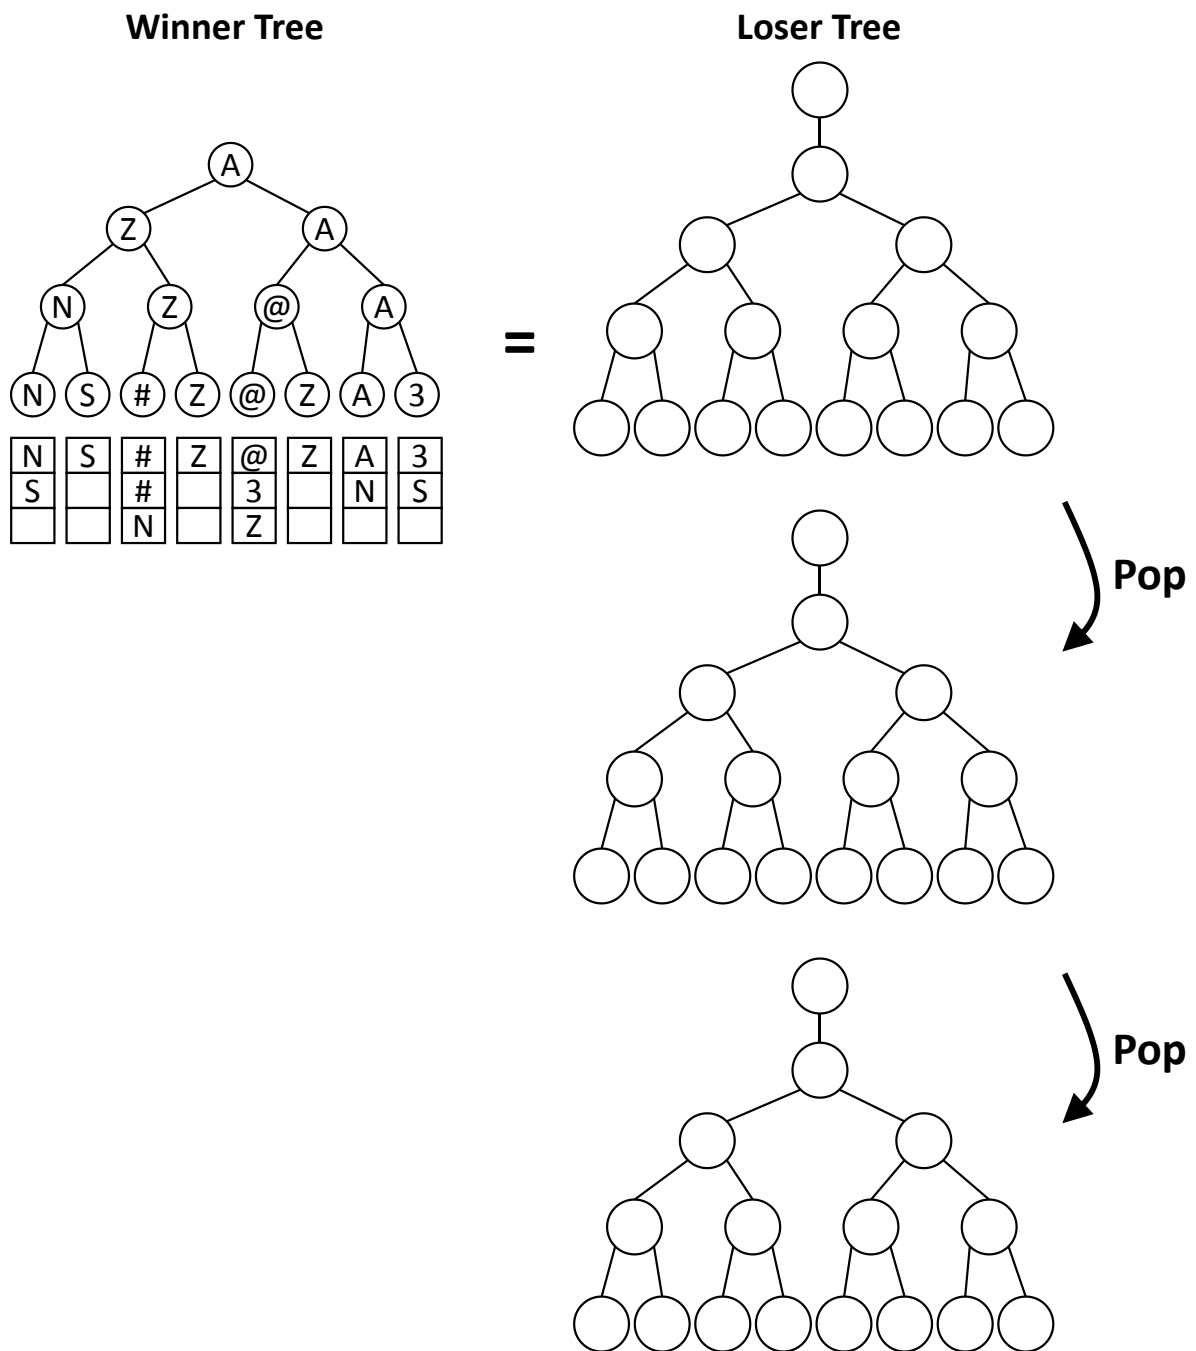 Winner Tree
Loser Tree
A
Z A
N Z @ A
=
N S # Z @ Z A 3
N S # Z @ Z A 3
S # 3 N S
N Z
Pop
Pop